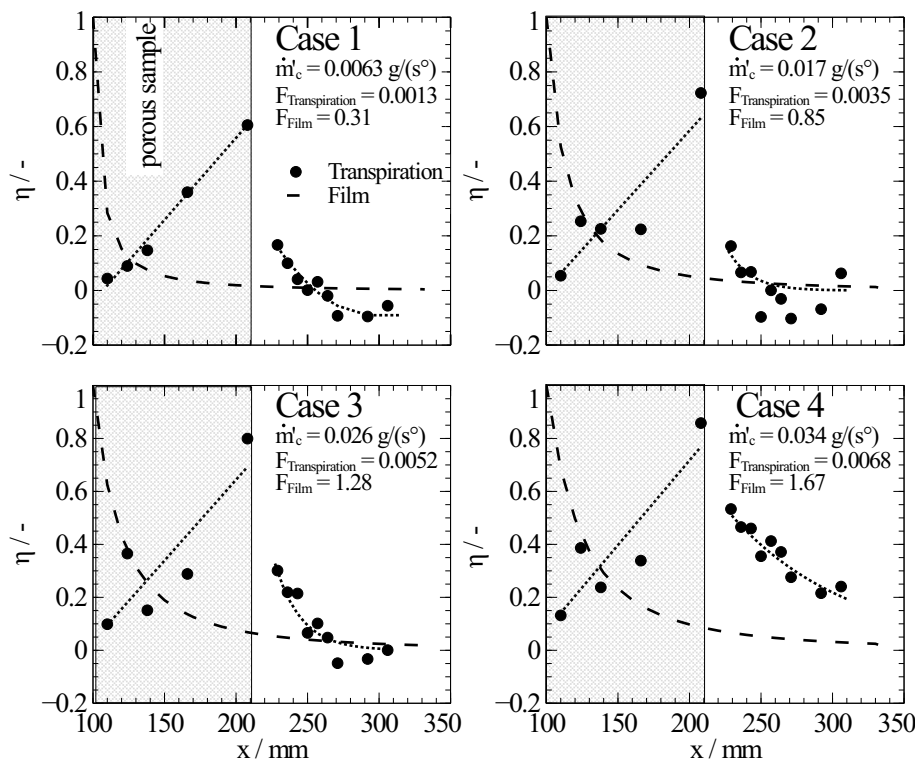 Case 1
ṁ'c = 0.0063 g/(s°)
FTranspiration = 0.0013
FFilm = 0.31
porous sample
Transpiration
Film
1
0.8
0.6
0.4
0.2
0
−0.2
η / -
Case 2
ṁ'c = 0.017 g/(s°)
FTranspiration = 0.0035
FFilm = 0.85
1
0.8
0.6
0.4
0.2
0
−0.2
η / -
Case 3
ṁ'c = 0.026 g/(s°)
FTranspiration = 0.0052
FFilm = 1.28
1
0.8
0.6
0.4
0.2
0
−0.2
η / -
100 150 200 250 300 350
x / mm
Case 4
ṁ'c = 0.034 g/(s°)
FTranspiration = 0.0068
FFilm = 1.67
1
0.8
0.6
0.4
0.2
0
−0.2
η / -
100 150 200 250 300 350
x / mm